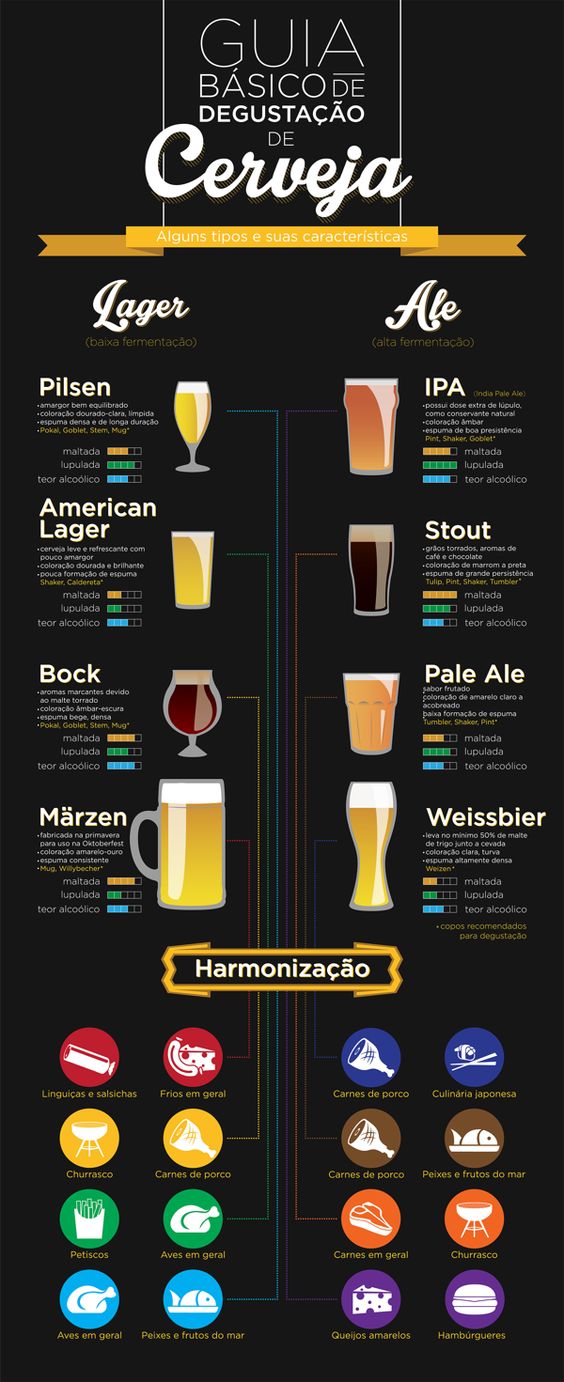 GUIA
BÁSICO DE
DEGUSTAÇÃO
DE
Cerveja
Alguns tipos e suas características
Lager
(baixa fermentação)
Pilsen
•amargor bem equilibrado
•coloração dourado-clara, límpida
•espuma densa e de longa duração
•Pokal, Goblet, Stem, Mug*
maltada
lupulada
teor alcoólico
American
Lager
•cerveja leve e refrescante com
pouco amargor
•coloração dourada e brilhante
•pouca formação de espuma
Shaker, Caldereta*
maltada
lupulada
teor alcoólico
Bock
•aromas marcantes devido
ao malte torrado
•coloração âmbar-escura
•espuma bege, densa
•Pokal, Goblet, Stem, Mug*
maltada
lupulada
teor alcoólico
Märzen
•fabricada na primavera
para uso na Oktoberfest
•coloração amarelo-ouro
•espuma consistente
•Mug, Willybecher*
maltada
lupulada
teor alcoólico
Ale
(alta fermentação)
IPA (India Pale Ale)
•possui dose extra de lúpulo,
como conservante natural
•coloração âmbar
•espuma de boa presistência
Pint, Shaker, Goblet*
maltada
lupulada
teor alcoólico
Stout
•grãos torrados, aromas de
café e chocolate
•coloração de marrom a preta
•espuma de grande persistência
Tulip, Pint, Shaker, Tumbler*
maltada
lupulada
teor alcoólico
Pale Ale
sabor frutado
coloração de amarelo claro a
acobreado
baixa formação de espuma
Tumbler, Shaker, Pint*
maltada
lupulada
teor alcoólico
Weissbier
•leva no mínimo 50% de malte
de trigo junto a cevada
•coloração clara, turva
•espuma altamente densa
Weizen*
maltada
lupulada
teor alcoólico
• copos recomendados
para degustação
Harmonização
Linguiças e salsichas
Frios em geral
Carnes de porco
Culinária japonesa
Churrasco
Carnes de porco
Carnes de porco
Peixes e frutos do mar
Petiscos
Aves em geral
Carnes em geral
Churrasco
Aves em geral
Peixes e frutos do mar
Queijos amarelos
Hambúrgueres